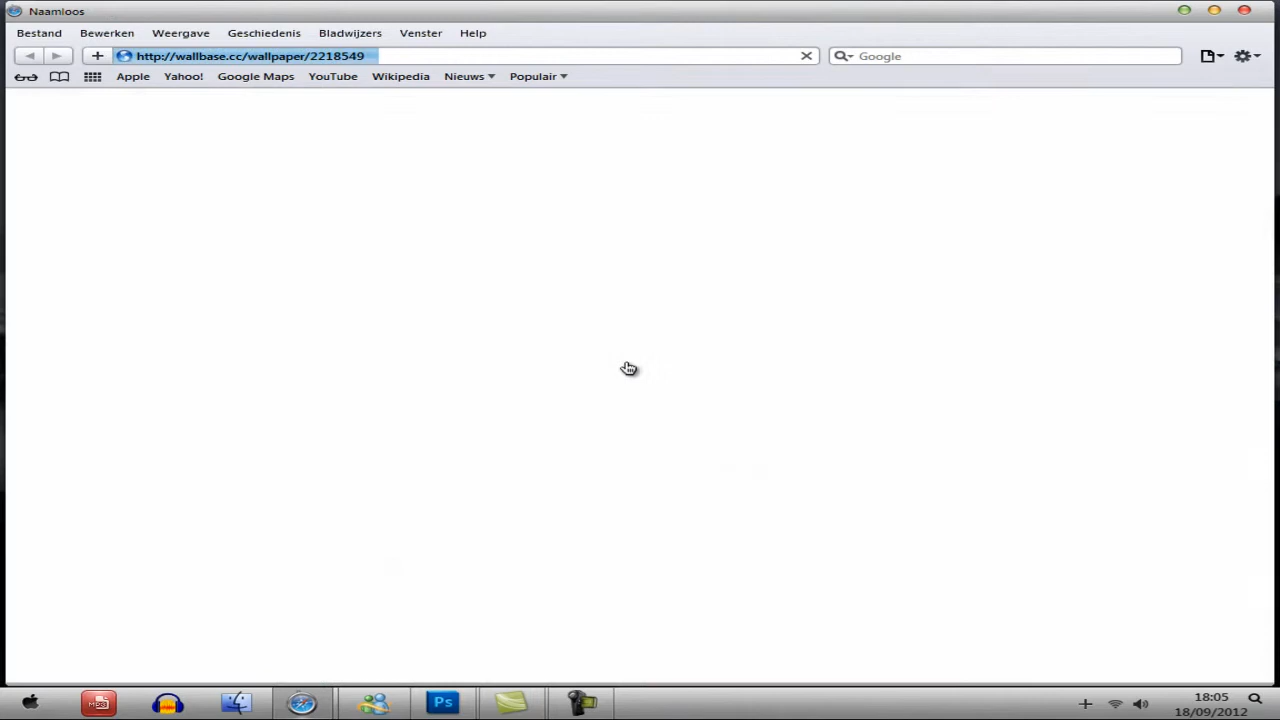 Naamloos
Bestand Bewerken Weergave Geschiedenis Bladwijzers Venster Help
http://wallbase.cc/wallpaper/2218549 Google
Apple Yahoo! Google Maps YouTube Wikipedia Nieuws Populair
Ps 18:05
18/09/2012